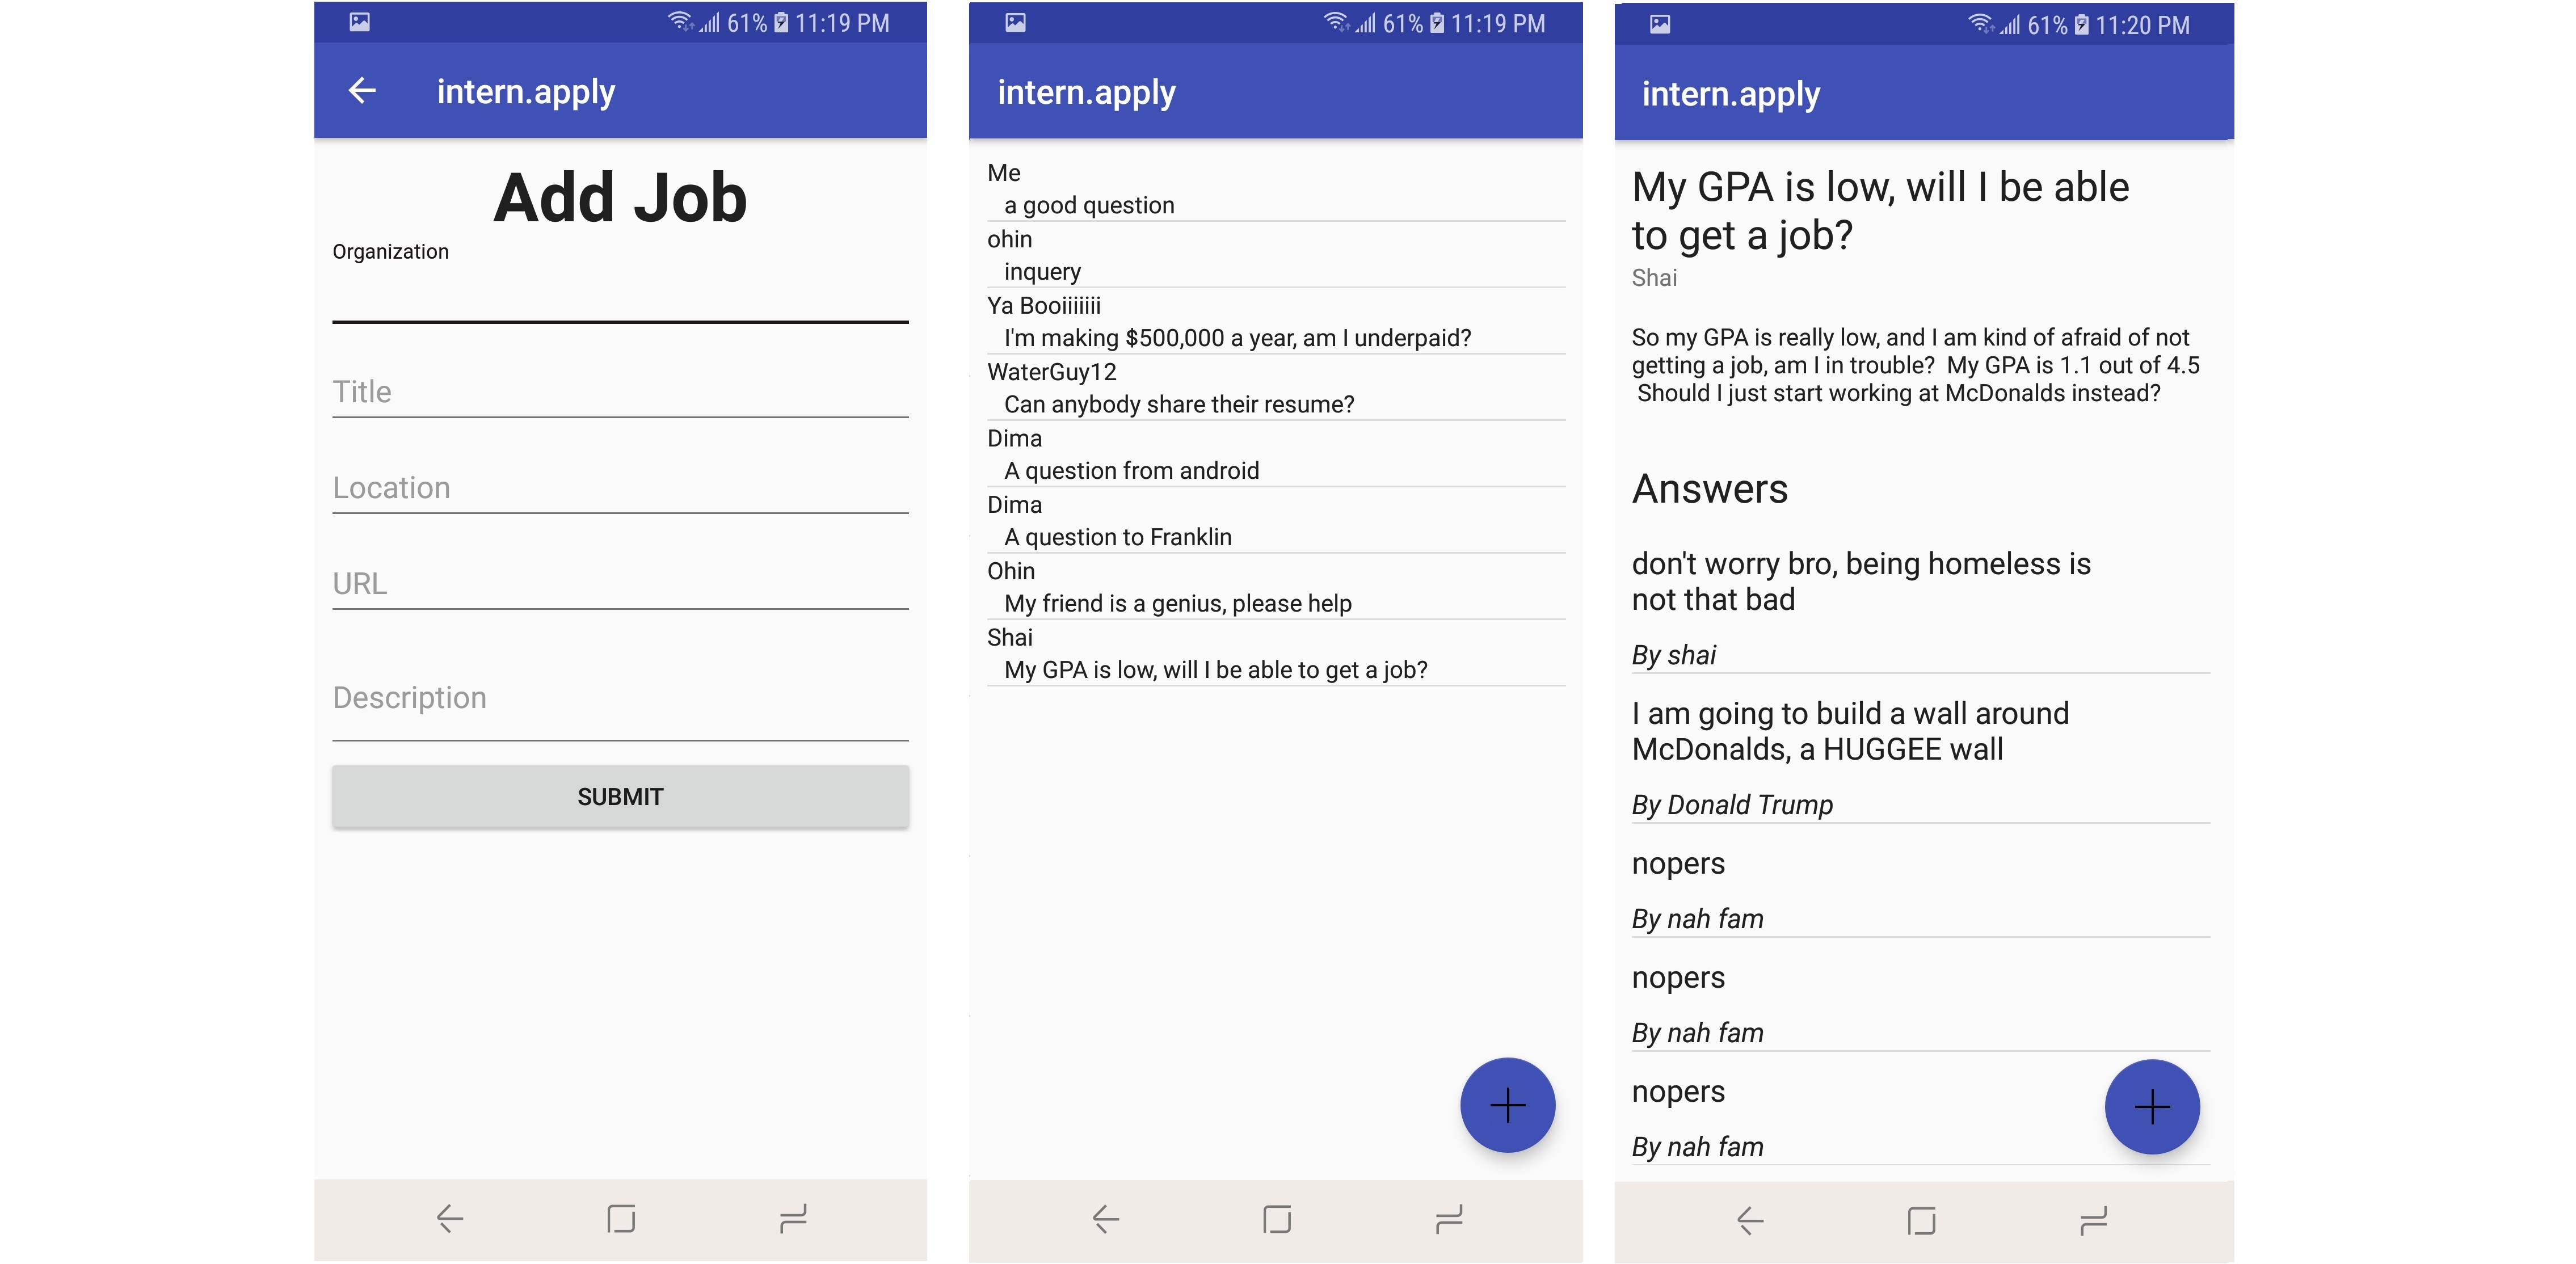 61% 11:19 PM
intern.apply
Add Job
Organization
Title
Location
URL
Description
SUBMIT
61% 11:19 PM
intern.apply
Me
a good question
ohin
inquery
Ya Booiiiiiii
I'm making $500,000 a year, am I underpaid?
WaterGuy12
Can anybody share their resume?
Dima
A question from android
Dima
A question to Franklin
Ohin
My friend is a genius, please help
Shai
My GPA is low, will I be able to get a job?
61% 11:20 PM
intern.apply
My GPA is low, will I be able
to get a job?
Shai
So my GPA is really low, and I am kind of afraid of not
getting a job, am I in trouble?  My GPA is 1.1 out of 4.5
Should I just start working at McDonalds instead?
Answers
don't worry bro, being homeless is
not that bad
By shai
I am going to build a wall around
McDonalds, a HUGGEE wall
By Donald Trump
nopers
By nah fam
nopers
By nah fam
nopers
By nah fam